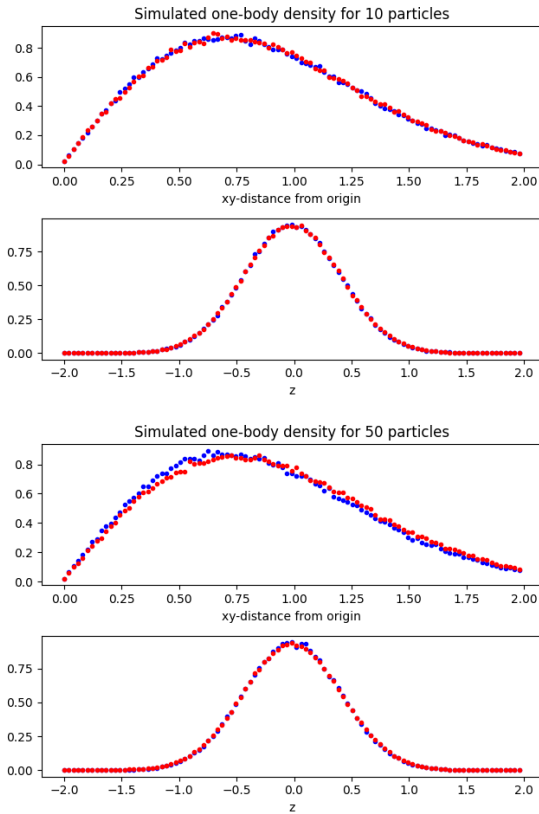 Simulated one-body density for 10 particles
0.8
0.6
0.4
0.2
0.0
0.00 0.25 0.50 0.75 1.00 1.25 1.50 1.75 2.00
xy-distance from origin
0.75
0.50
0.25
0.00
−2.0 −1.5 −1.0 −0.5 0.0 0.5 1.0 1.5 2.0
z
Simulated one-body density for 50 particles
0.8
0.6
0.4
0.2
0.0
0.00 0.25 0.50 0.75 1.00 1.25 1.50 1.75 2.00
xy-distance from origin
0.75
0.50
0.25
0.00
−2.0 −1.5 −1.0 −0.5 0.0 0.5 1.0 1.5 2.0
z